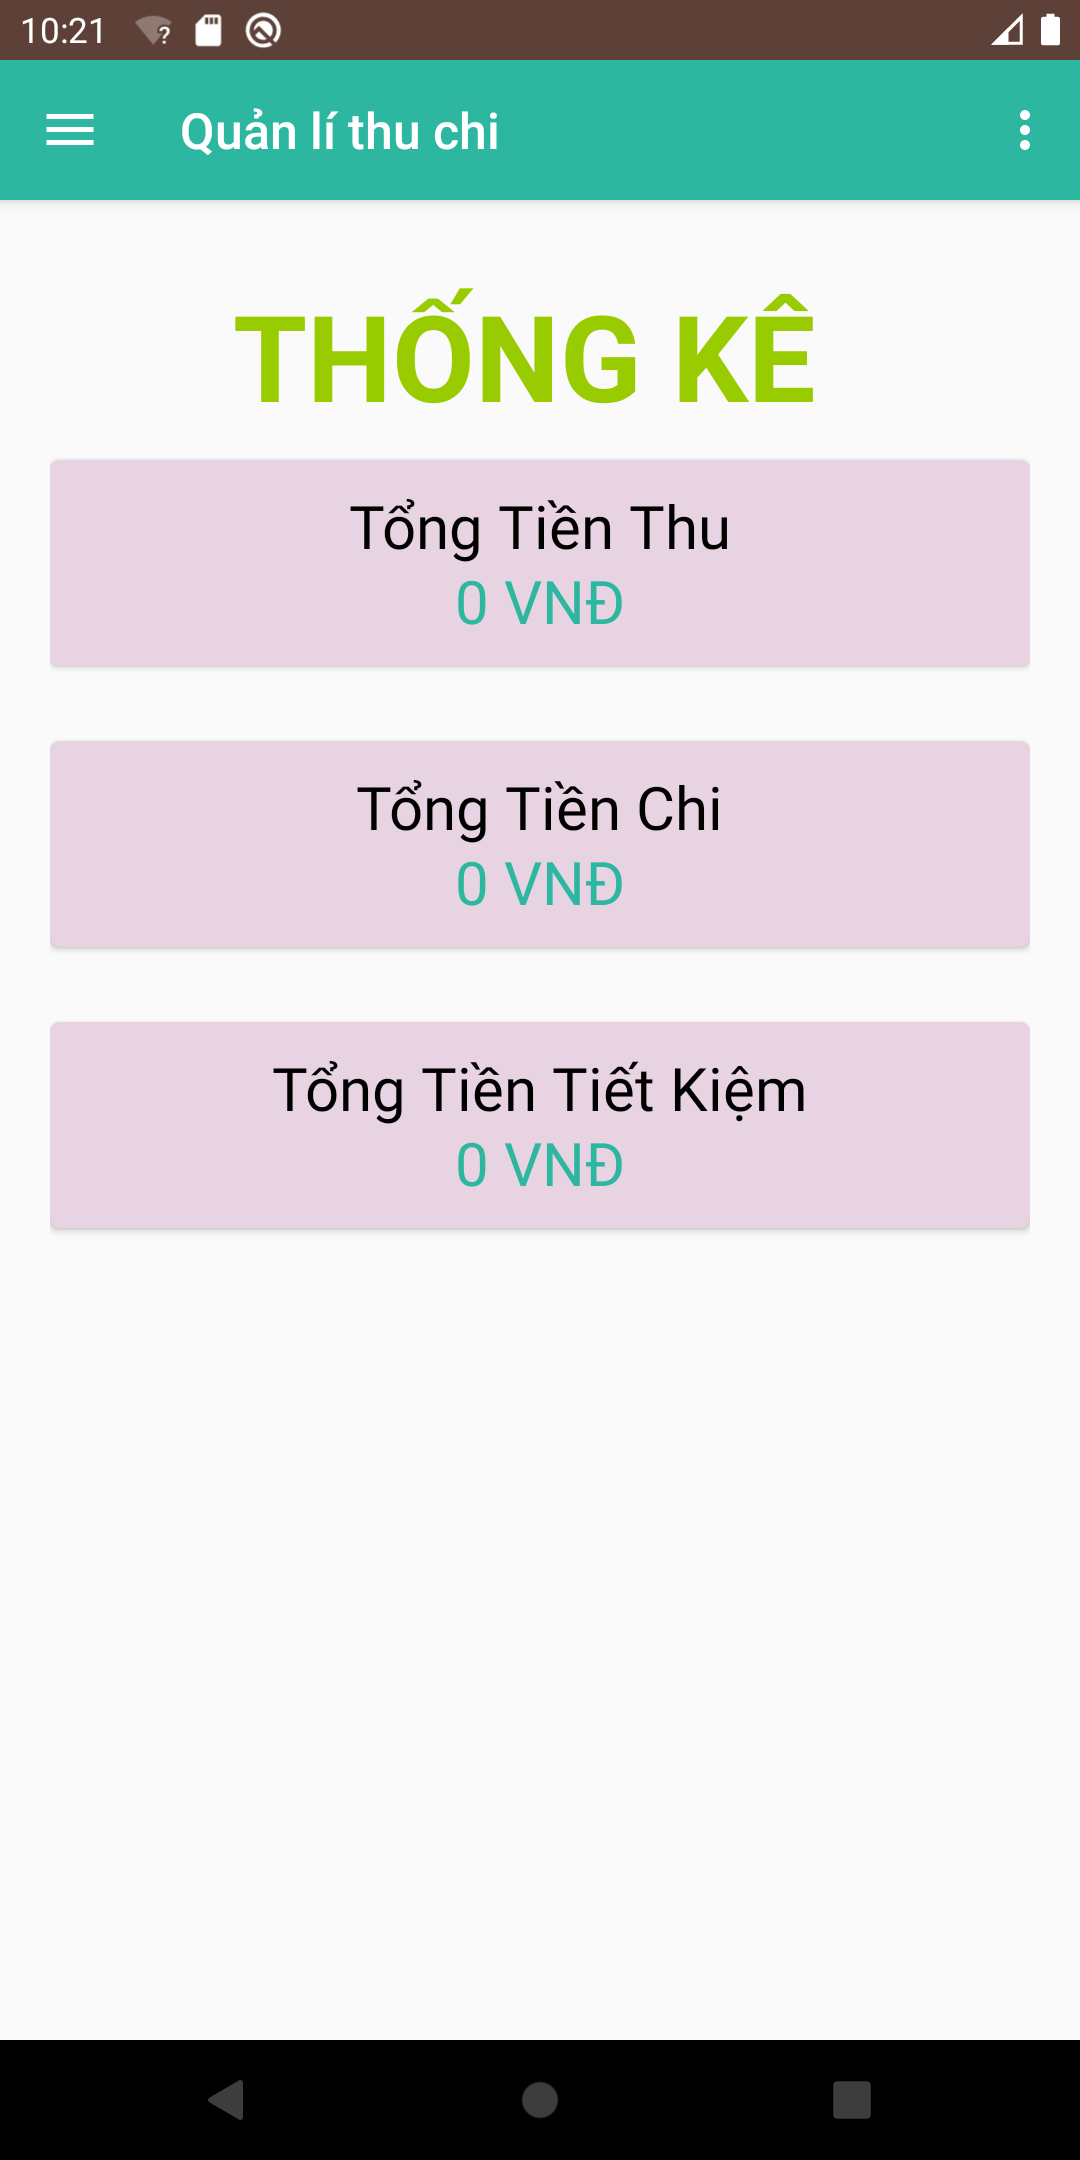 10:21
Quản lí thu chi
THỐNG KÊ
Tổng Tiền Thu
0 VNĐ
Tổng Tiền Chi
0 VNĐ
Tổng Tiền Tiết Kiệm
0 VNĐ